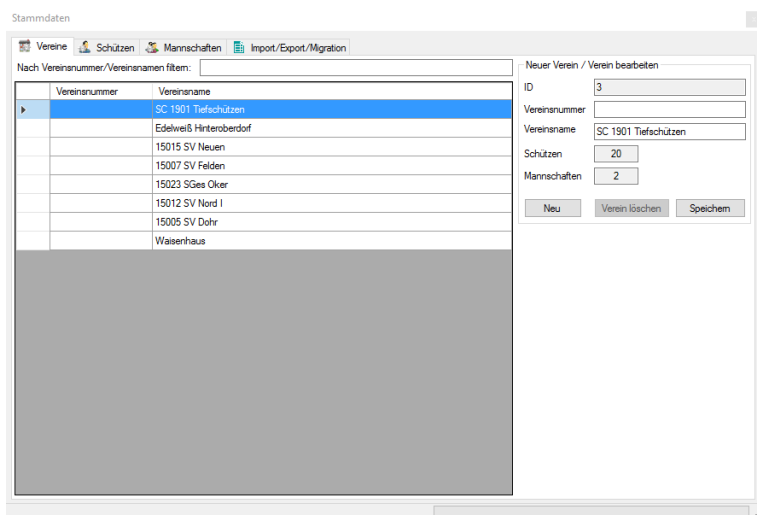 Stammdaten
Vereine Schützen Mannschaften Import/Export/Migration
Nach Vereinsnummer/Vereinsnamen filtern:
Vereinsnummer Vereinsname
SC 1901 Tiefschützen
Edelweiß Hinteroberdorf
15015 SV Neuen
15007 SV Felden
15023 SGes Oker
15012 SV Nord I
15005 SV Dohr
Waisenhaus
Neuer Verein / Verein bearbeiten
ID 3
Vereinsnummer
Vereinsname SC 1901 Tiefschützen
Schützen 20
Mannschaften 2
Neu Verein löschen Speichern